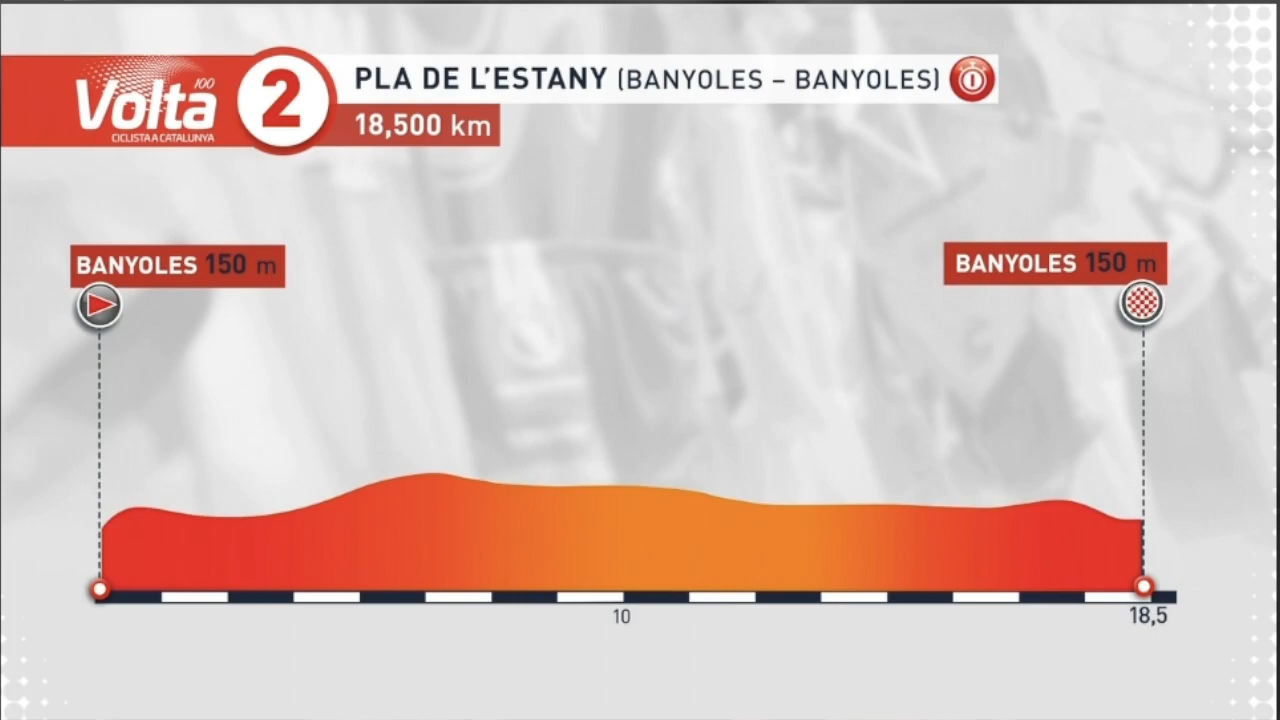 Volta 100
CICLISTA A CATALUNYA
2
PLA DE L'ESTANY (BANYOLES – BANYOLES)
18,500 km
BANYOLES 150 m
BANYOLES 150 m
10
18,5